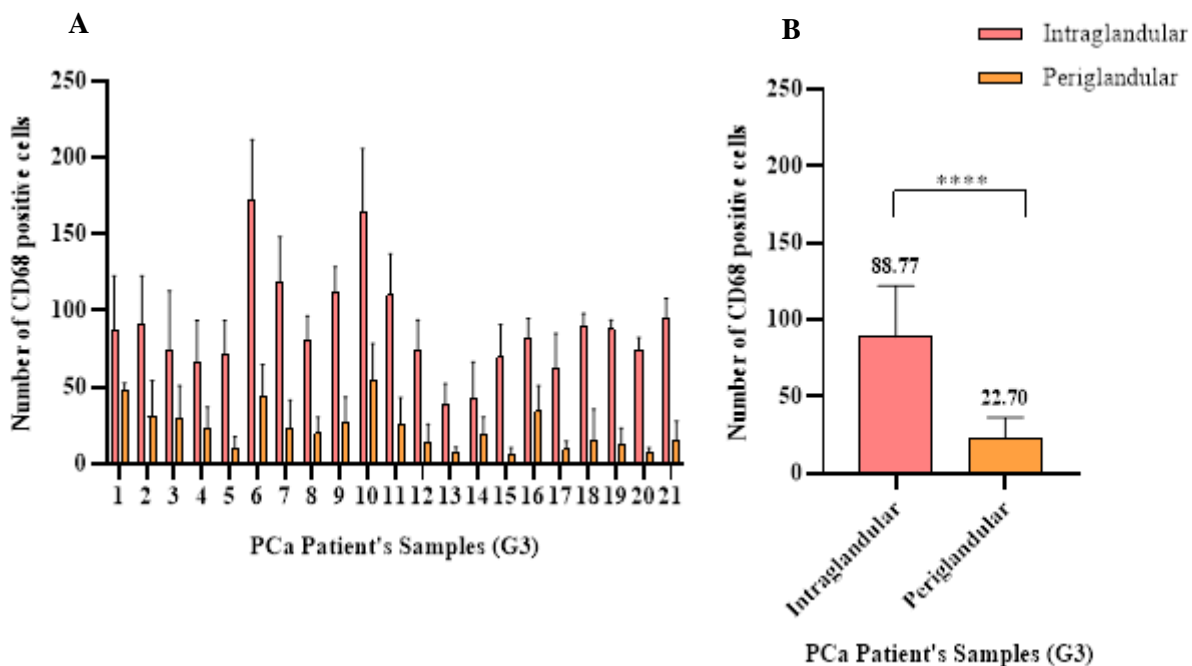 A
B
Intraglandular
Periglandular
Number of CD68 positive cells
250
200
150
100
50
0
1 2 3 4 5 6 7 8 9 10 11 12 13 14 15 16 17 18 19 20 21
PCa Patient's Samples (G3)
Number of CD68 positive cells
250
200
150
100
50
0
****
88.77
22.70
Intraglandular
Periglandular
PCa Patient's Samples (G3)